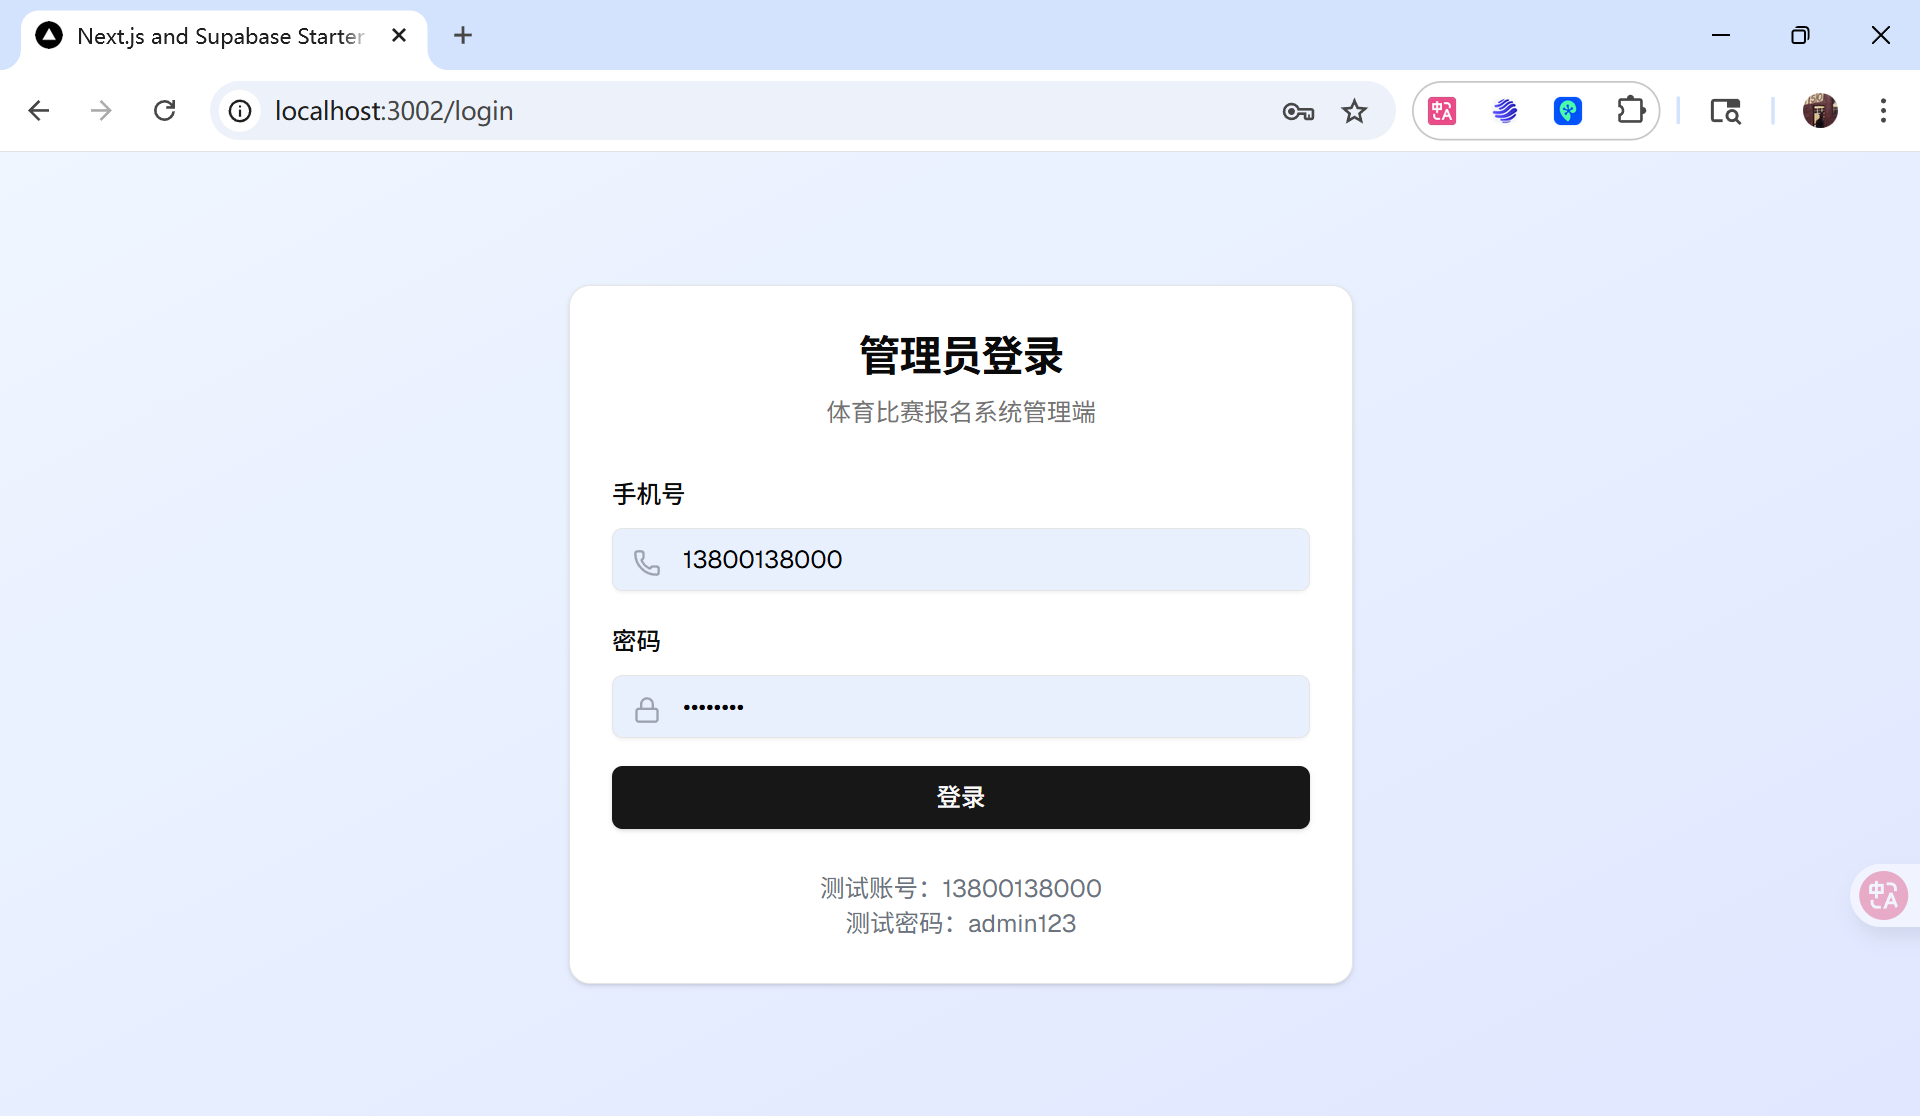 Next.js and Supabase Starter
localhost:3002/login
管理员登录
体育比赛报名系统管理端
手机号
13800138000
密码
••••••••
登录
测试账号：13800138000
测试密码：admin123